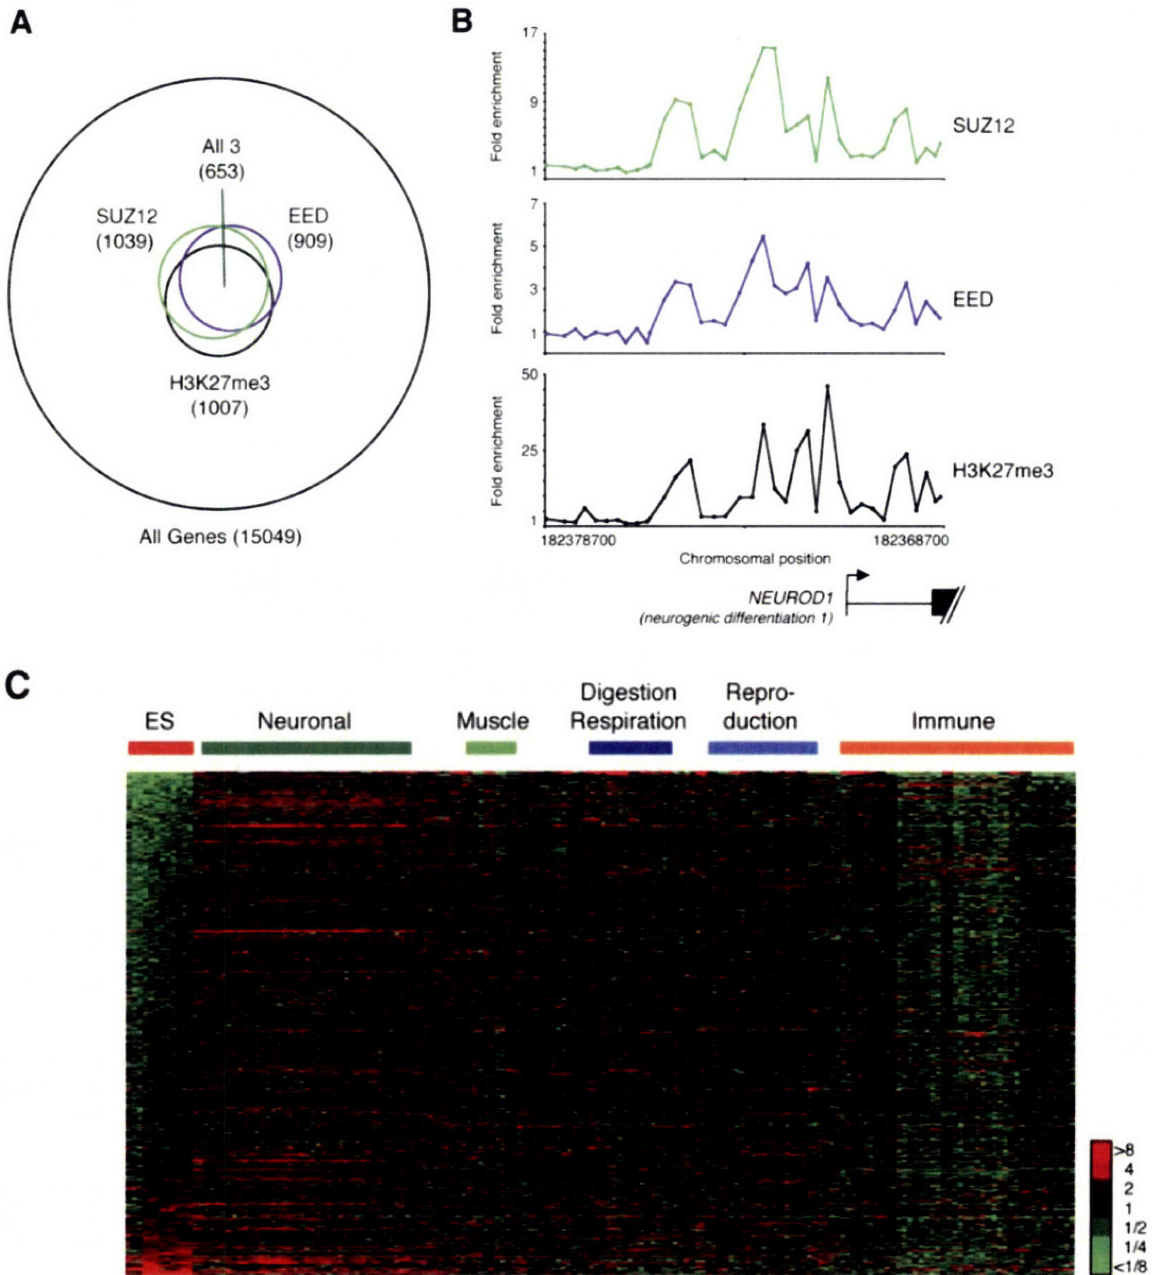 A
All 3
(653)
SUZ12
(1039)
EED
(909)
H3K27me3
(1007)
All Genes (15049)
B
17
9
1
Fold enrichment
SUZ12
7
5
3
1
Fold enrichment
EED
50
25
1
Fold enrichment
H3K27me3
182378700
182368700
Chromosomal position
NEUROD1
(neurogenic differentiation 1)
C
ES
Neuronal
Muscle
Digestion
Respiration
Repro-
duction
Immune
>8
4
2
1
1/2
1/4
<1/8